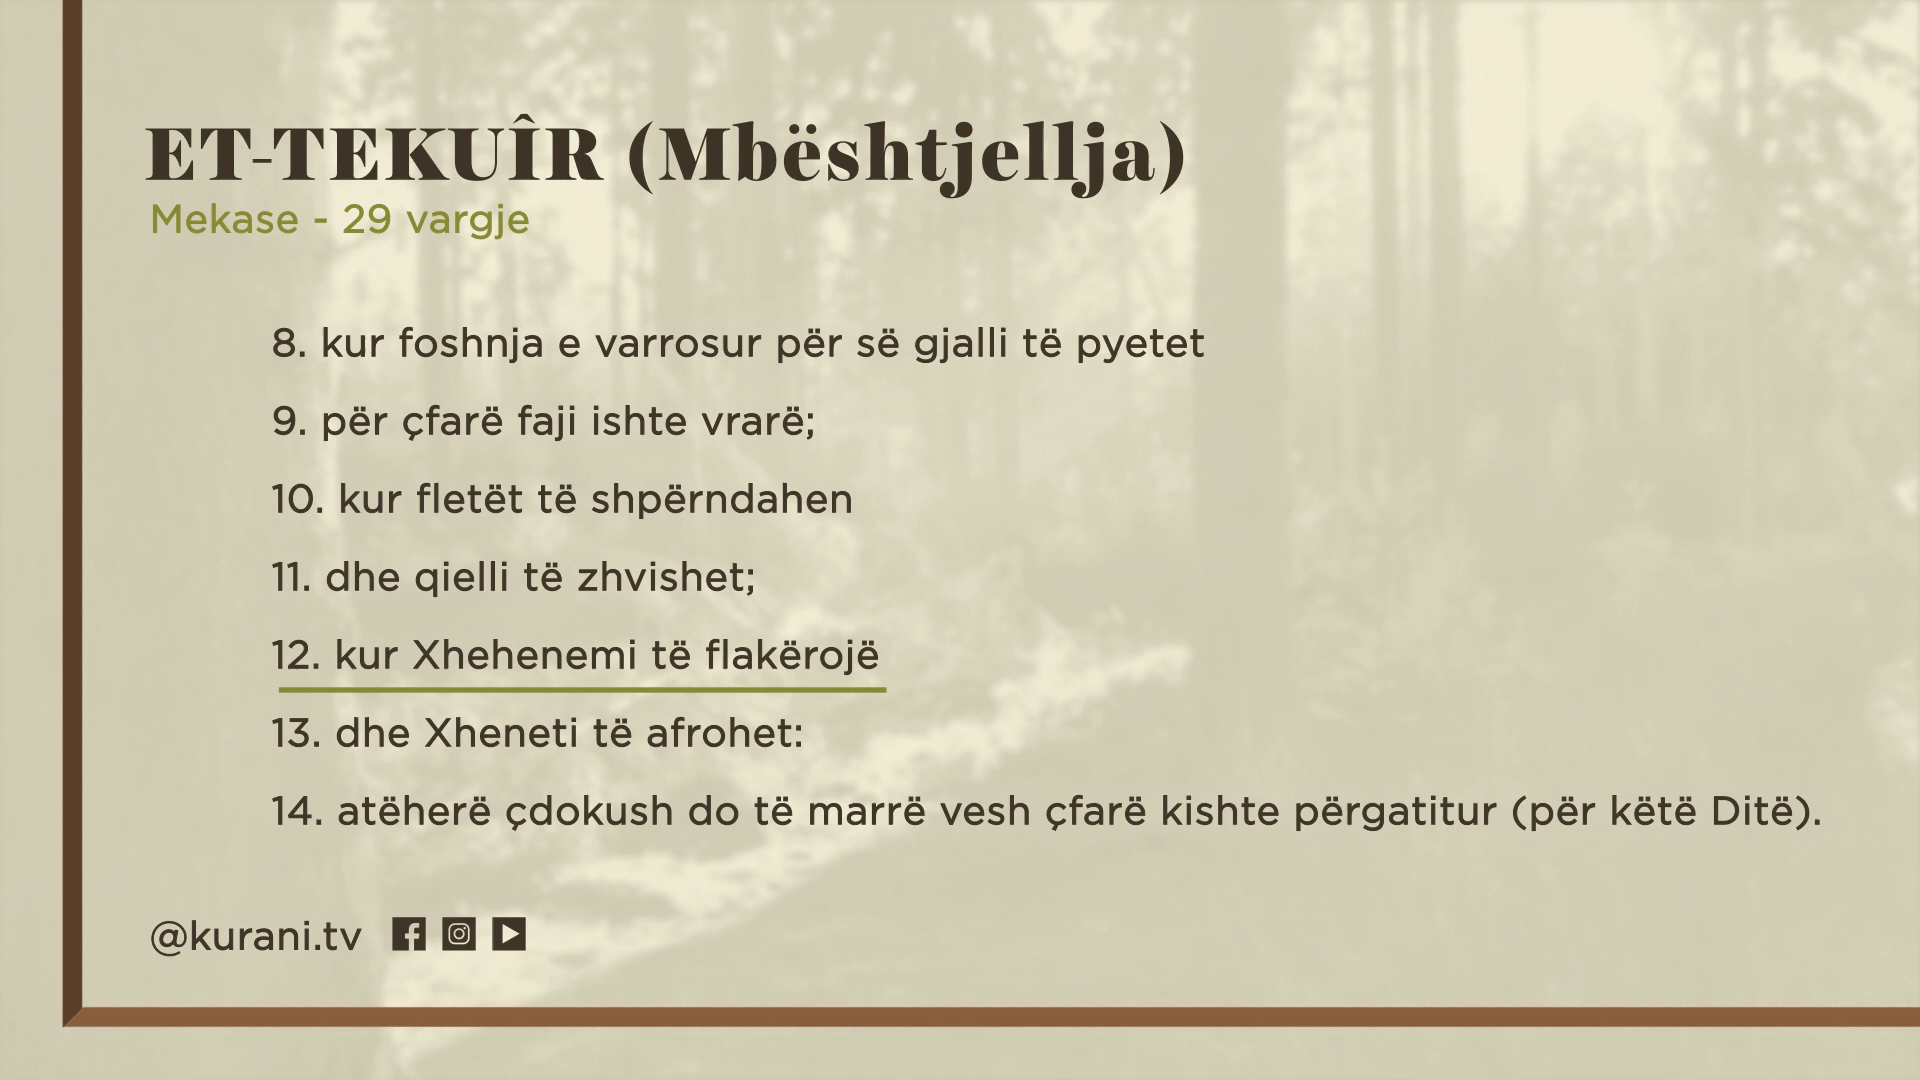 ET-TEKUÎR (Mbështjellja)
Mekase - 29 vargje
8. kur foshnja e varrosur për së gjalli të pyetet
9. për çfarë faji ishte vrarë;
10. kur fletët të shpërndahen
11. dhe qielli të zhvishet;
12. kur Xhehenemi të flakërojë
13. dhe Xheneti të afrohet:
14. atëherë çdokush do të marrë vesh çfarë kishte përgatitur (për këtë Ditë).
@kurani.tv